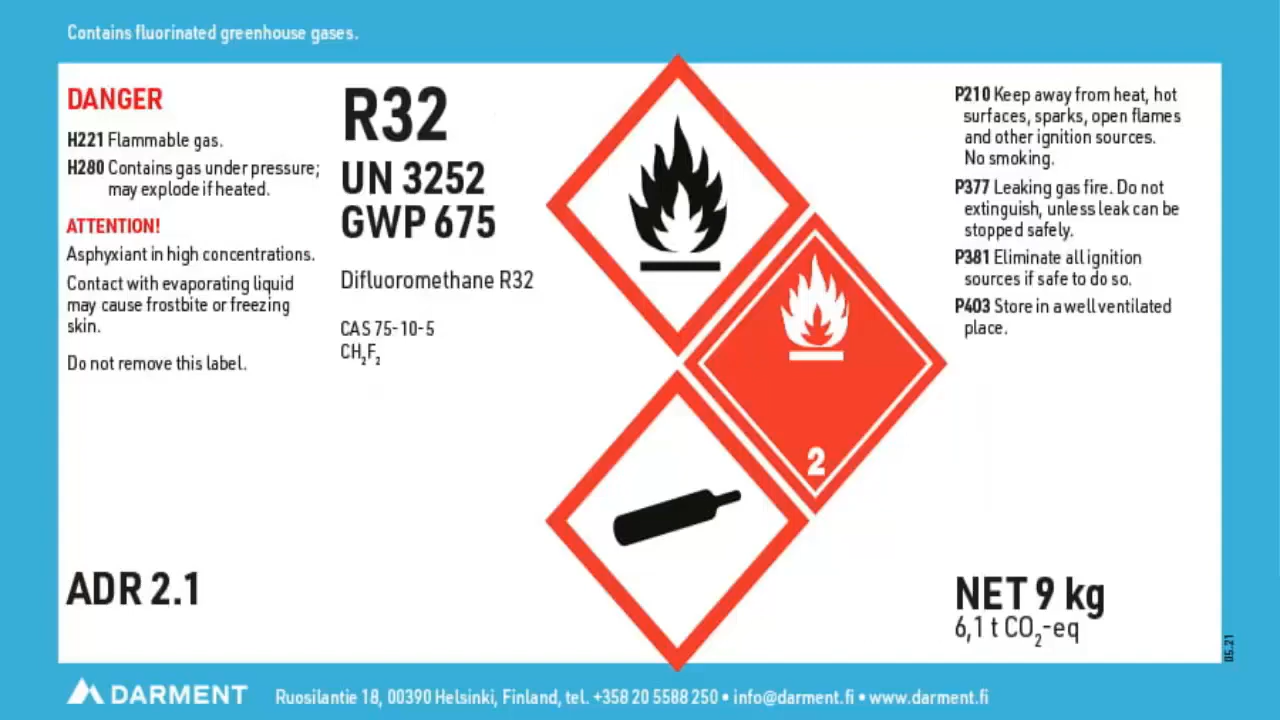 Contains fluorinated greenhouse gases.
DANGER
H221 Flammable gas.
H280 Contains gas under pressure;
may explode if heated.
ATTENTION!
Asphyxiant in high concentrations.
Contact with evaporating liquid
may cause frostbite or freezing
skin.
Do not remove this label.
ADR 2.1
R32
UN 3252
GWP 675
Difluoromethane R32
CAS 75-10-5
CH₂F₂
2
P210 Keep away from heat, hot
surfaces, sparks, open flames
and other ignition sources.
No smoking.
P377 Leaking gas fire. Do not
extinguish, unless leak can be
stopped safely.
P381 Eliminate all ignition
sources if safe to do so.
P403 Store in a well ventilated
place.
NET 9 kg
6,1 t CO₂-eq
05.21
DARMENT
Ruosilantie 18, 00390 Helsinki, Finland, tel. +358 20 5588 250 • info@darment.fi • www.darment.fi